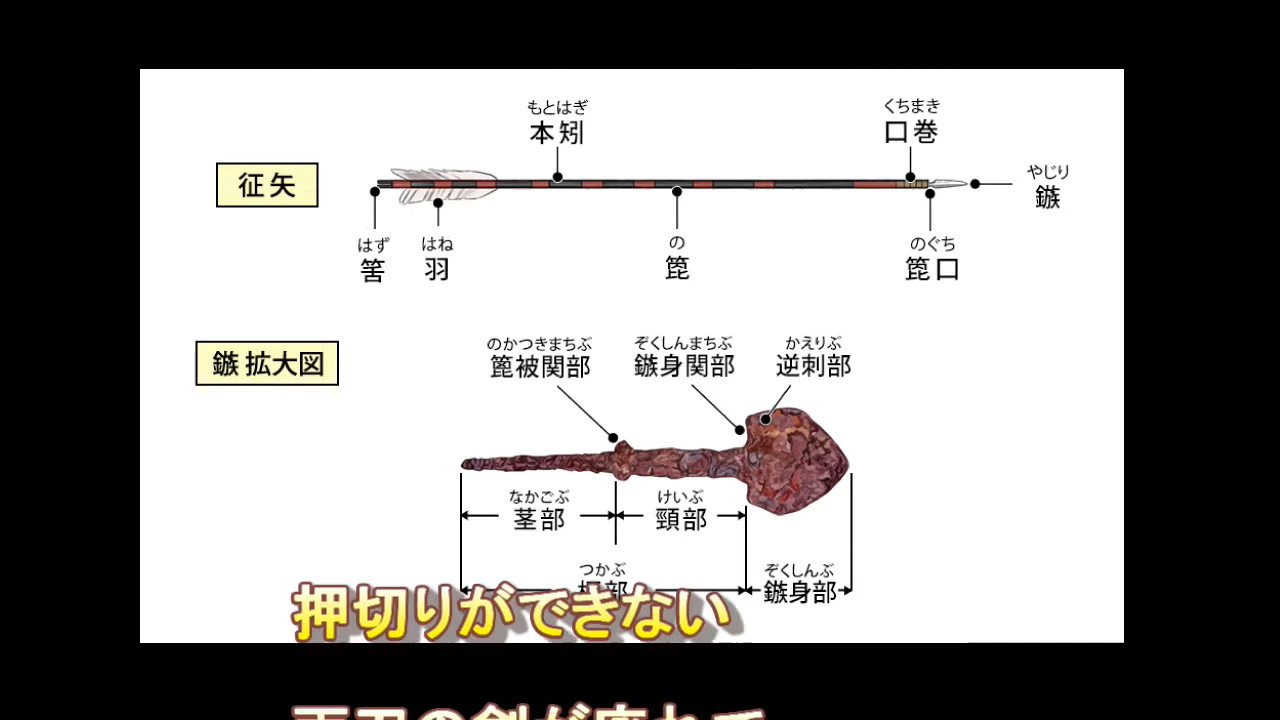 もとはぎ
本矧
くちまき
口巻
征矢
やじり
鏃
はず
筈
はね
羽
の
箆
のぐち
箆口
のかつきまちぶ
箆被関部
ぞくしんまちぶ
鏃身関部
かえりぶ
逆刺部
鏃拡大図
なかごぶ
茎部
けいぶ
頸部
つかぶ
ぞくしんぶ
鏃身部
押切りができない